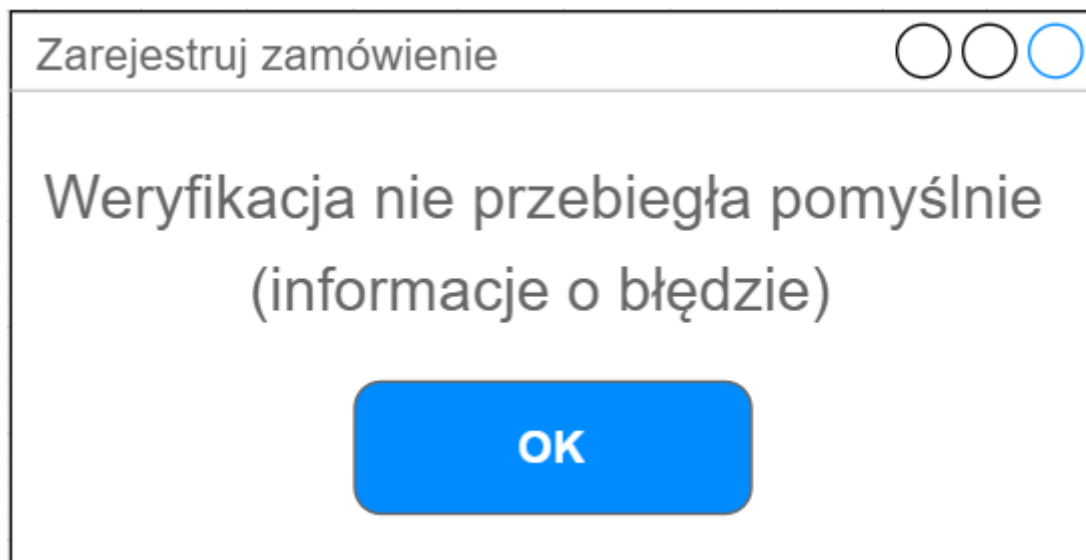 Zarejestruj zamówienie
Weryfikacja nie przebiegła pomyślnie
(informacje o błędzie)
OK